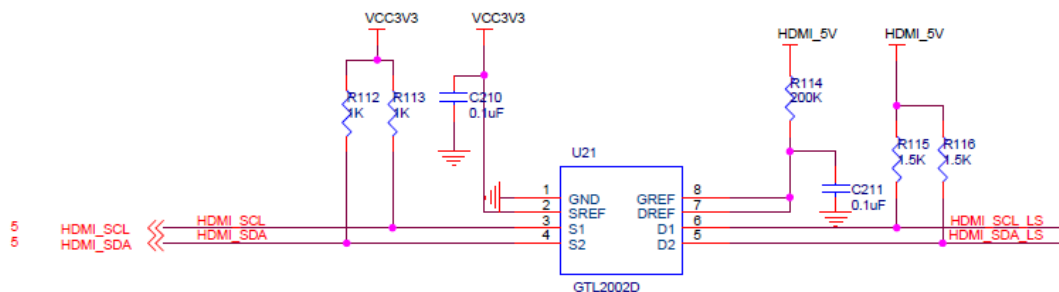 VCC3V3
VCC3V3
HDMI_5V
HDMI_5V
R112
1K
R113
1K
C210
0.1uF
R114
200K
R115
1.5K
R116
1.5K
U21
C211
0.1uF
1 GND GREF 8
2 SREF DREF 7
3 S1 D1 6
4 S2 D2 5
5 HDMI_SCL HDMI_SCL HDMI_SCL_LS
5 HDMI_SDA HDMI_SDA HDMI_SDA_LS
GTL2002D